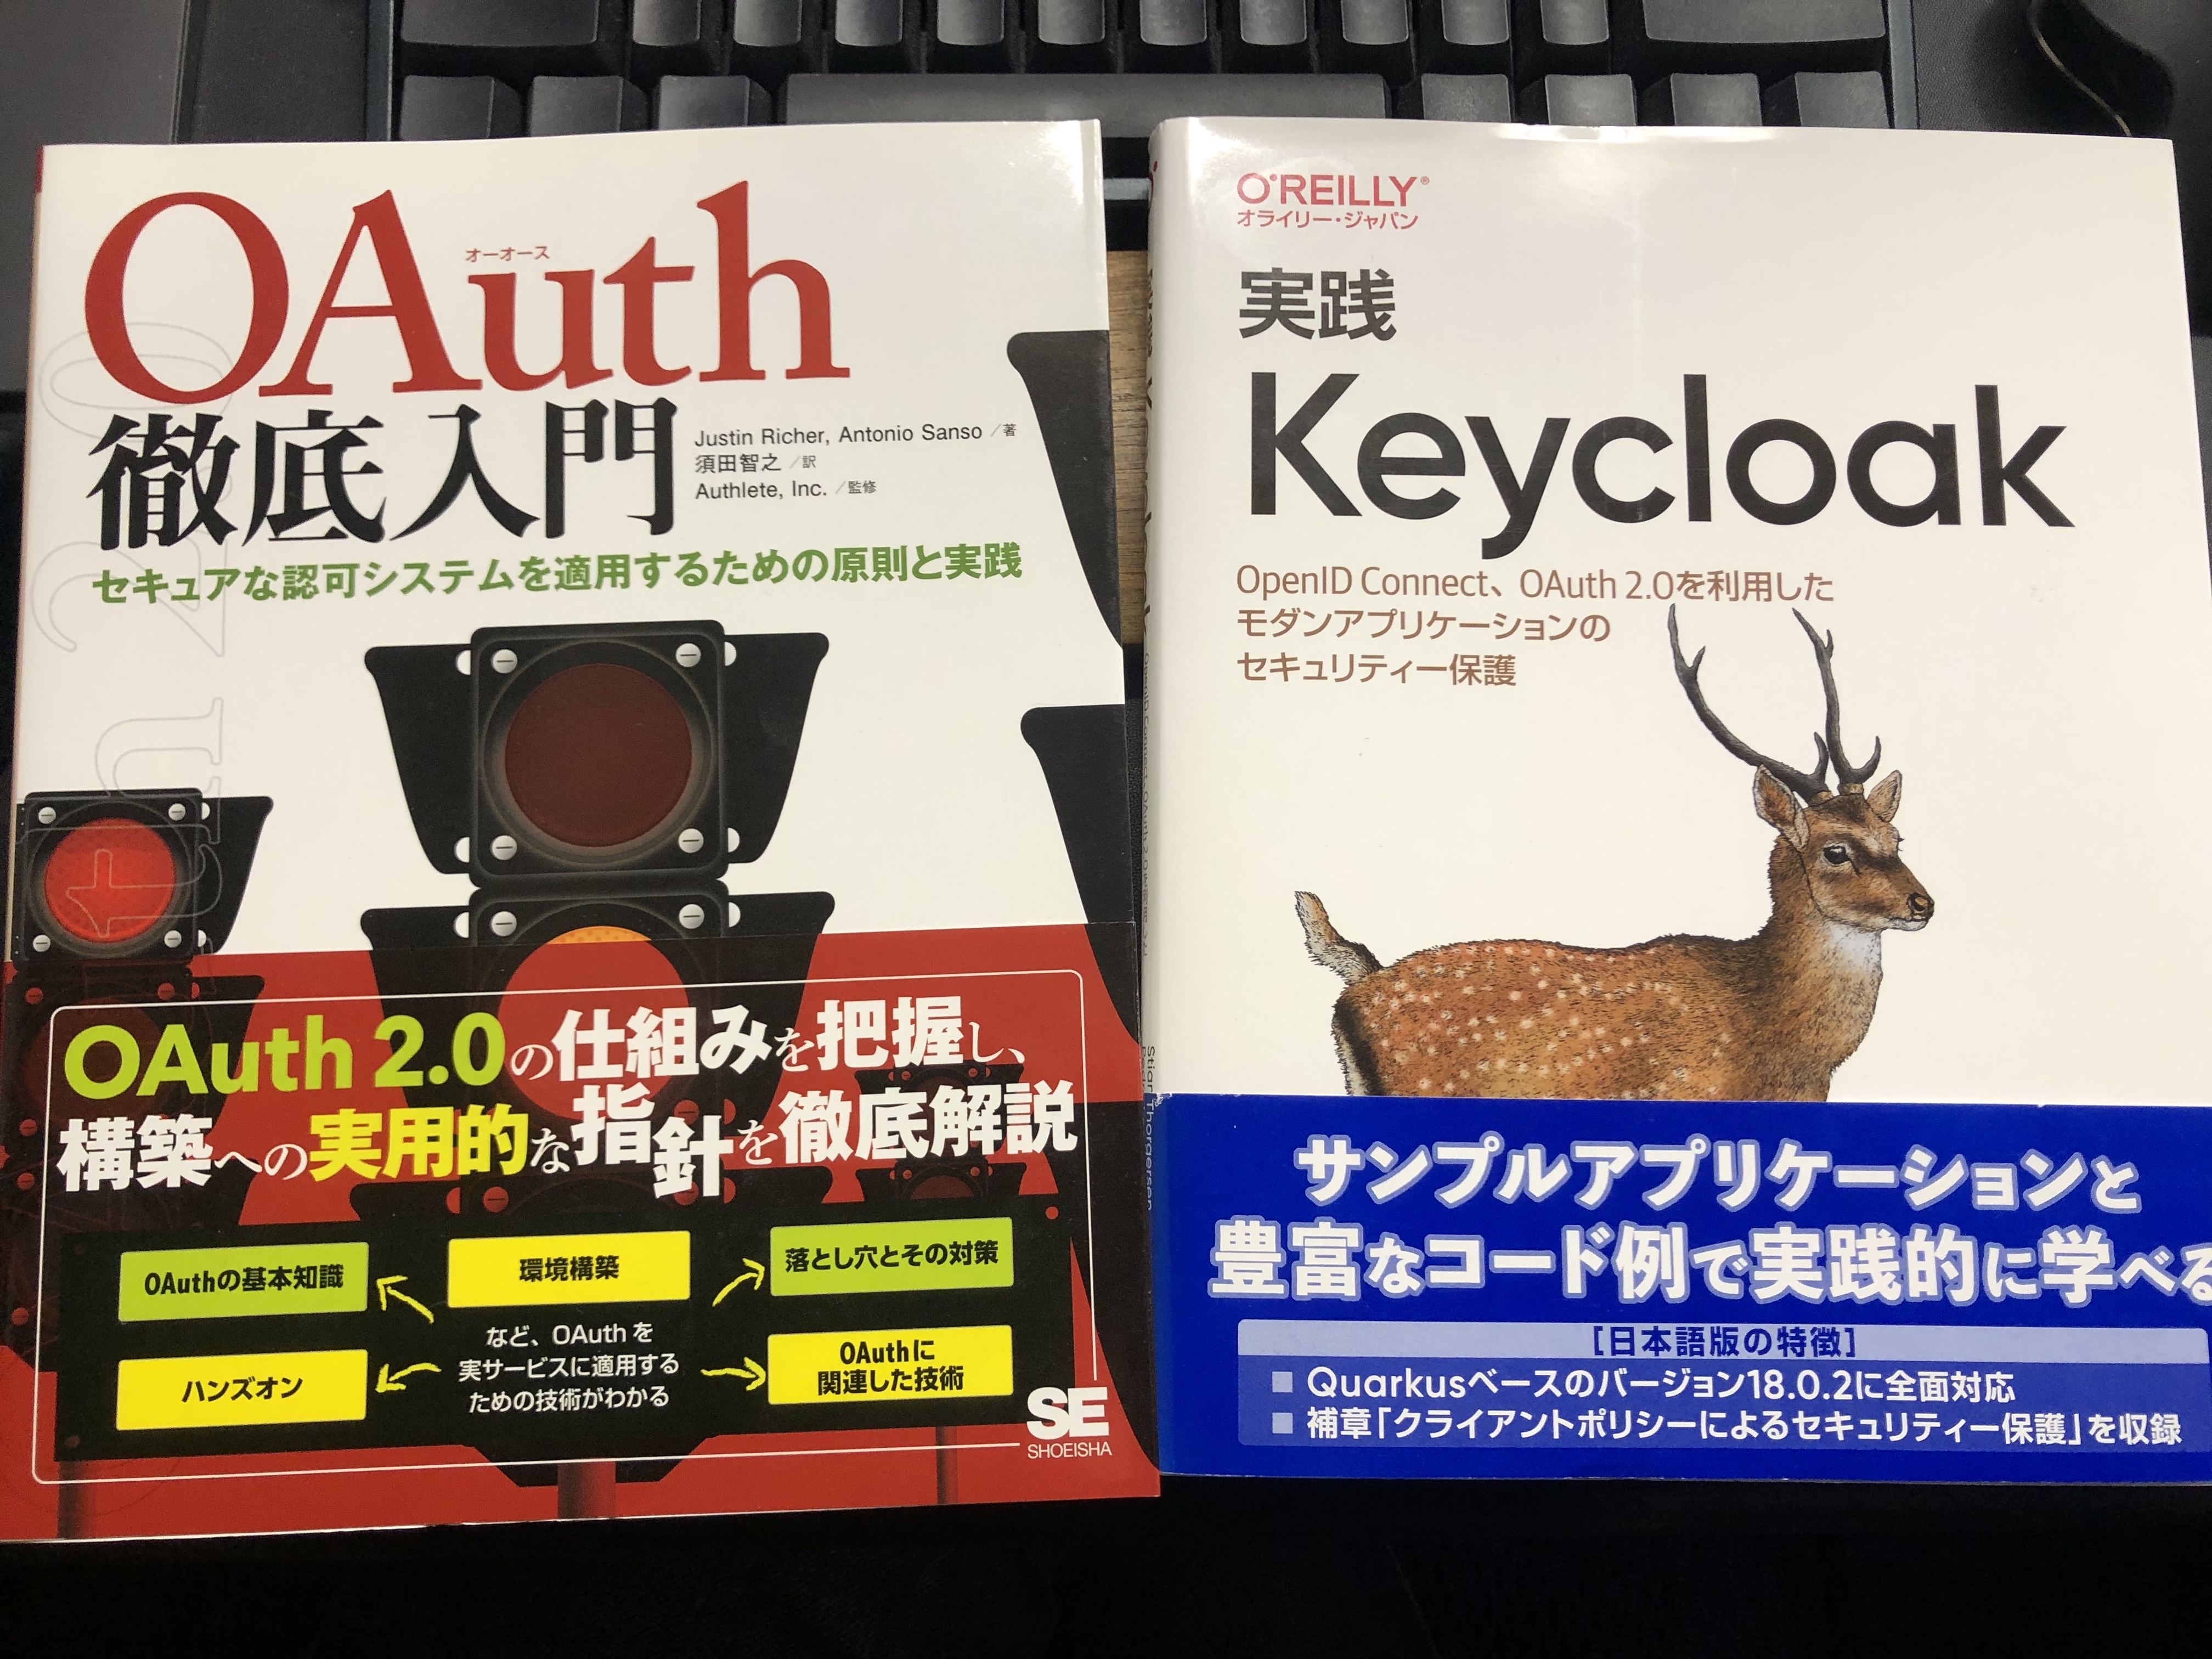 OAuth
オーオース
徹底入門
Justin Richer, Antonio Sanso／著
須田智之／訳
Authlete, Inc.／監修
セキュアな認可システムを適用するための原則と実践
OAuth 2.0の仕組みを把握し、
構築への実用的な指針を徹底解説
OAuthの基本知識
環境構築
落とし穴とその対策
ハンズオン
など、OAuthを
実サービスに適用する
ための技術がわかる
OAuthに
関連した技術
SE
SHOEISHA
O'REILLY®
オライリー・ジャパン
実践
Keycloak
OpenID Connect、OAuth 2.0を利用した
モダンアプリケーションの
セキュリティー保護
サンプルアプリケーションと
豊富なコード例で実践的に学べる
［日本語版の特徴］
■ Quarkusベースのバージョン18.0.2に全面対応
■ 補章「クライアントポリシーによるセキュリティー保護」を収録